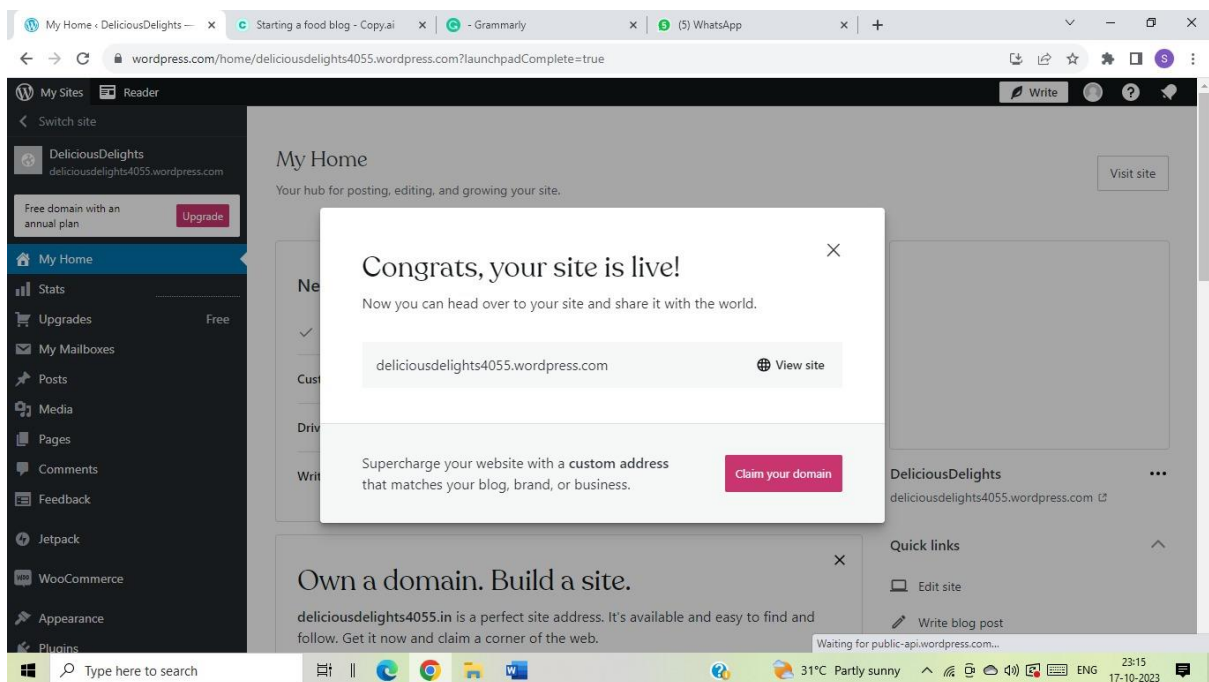 My Home ‹ DeliciousDelights —
Starting a food blog - Copy.ai
- Grammarly
(5) WhatsApp
wordpress.com/home/deliciousdelights4055.wordpress.com?launchpadComplete=true
S
My Sites
Reader
Write
Switch site
DeliciousDelights
deliciousdelights4055.wordpress.com
Free domain with an
annual plan
Upgrade
My Home
Stats
Upgrades
Free
My Mailboxes
Posts
Media
Pages
Comments
Feedback
Jetpack
WooCommerce
Appearance
Plugins
My Home
Your hub for posting, editing, and growing your site.
Visit site
Ne
Cust
Driv
Writ
Congrats, your site is live!
Now you can head over to your site and share it with the world.
deliciousdelights4055.wordpress.com
View site
Supercharge your website with a custom address
that matches your blog, brand, or business.
Claim your domain
Own a domain. Build a site.
deliciousdelights4055.in is a perfect site address. It's available and easy to find and
follow. Get it now and claim a corner of the web.
DeliciousDelights
deliciousdelights4055.wordpress.com
Quick links
Edit site
Write blog post
Waiting for public-api.wordpress.com...
Type here to search
31°C Partly sunny
ENG
23:15
17-10-2023